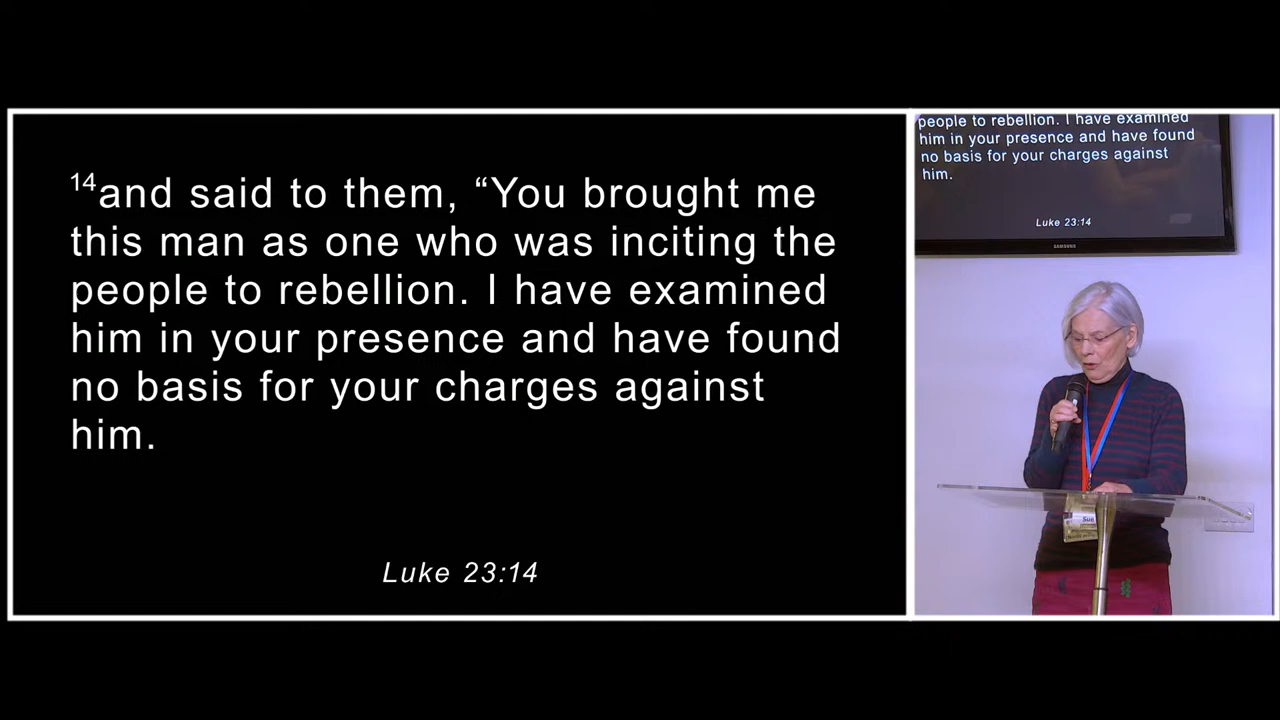 ¹⁴and said to them, “You brought me
this man as one who was inciting the
people to rebellion. I have examined
him in your presence and have found
no basis for your charges against
him.
Luke 23:14
people to rebellion. I have examined
him in your presence and have found
no basis for your charges against
him.
Luke 23:14
SAMSUNG
Sue